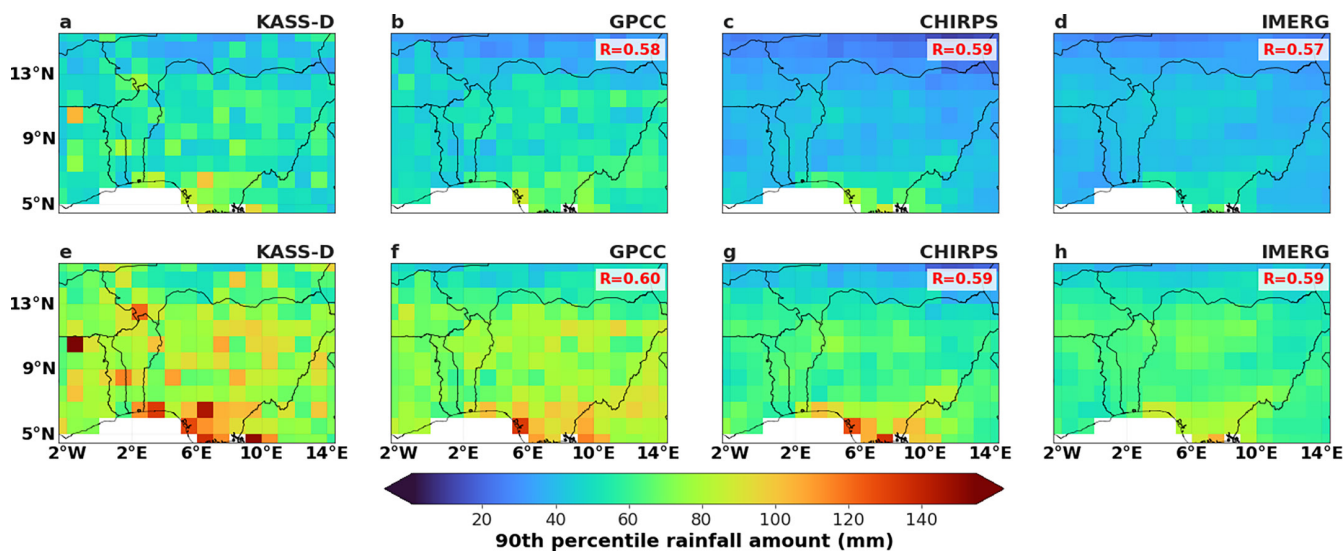 a KASS-D
b GPCC
c CHIRPS
d IMERG
R=0.58
R=0.59
R=0.57
13°N
9°N
5°N
e KASS-D
f GPCC
g CHIRPS
h IMERG
R=0.60
R=0.59
R=0.59
13°N
9°N
5°N
2°W 2°E 6°E 10°E 14°E
2°W 2°E 6°E 10°E 14°E
2°W 2°E 6°E 10°E 14°E
2°W 2°E 6°E 10°E 14°E
20 40 60 80 100 120 140
90th percentile rainfall amount (mm)